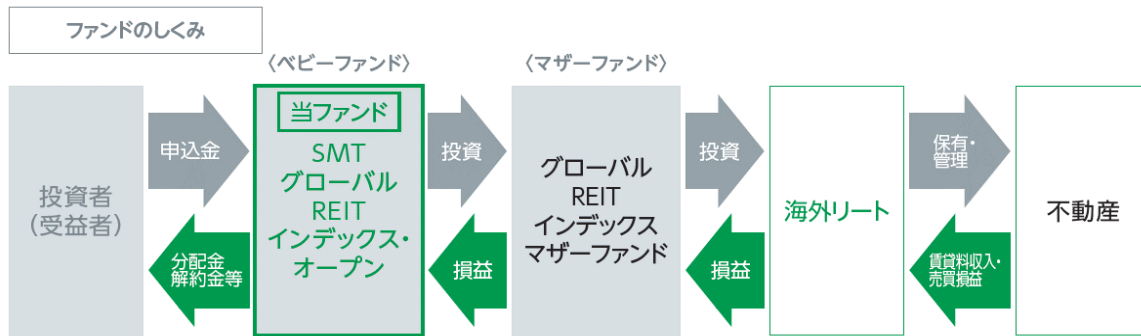 ファンドのしくみ
〈ベビーファンド〉
〈マザーファンド〉
投資者
（受益者）
申込金
分配金
解約金等
当ファンド
SMT
グローバル
REIT
インデックス・
オープン
投資
損益
グローバル
REIT
インデックス
マザーファンド
投資
損益
海外リート
保有・
管理
賃貸料収入・
売買損益
不動産